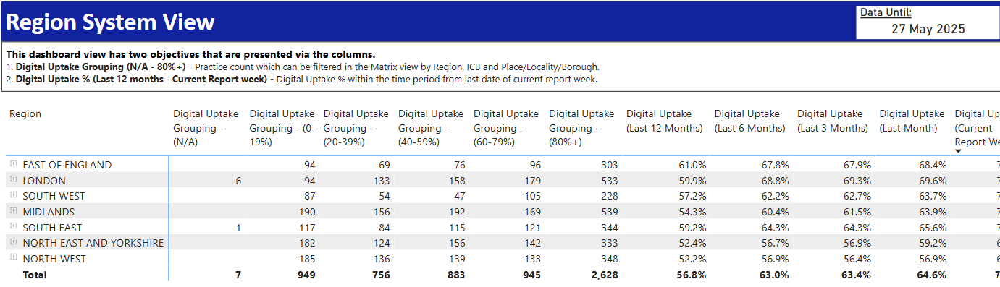 Region System View
Data Until:
27 May 2025
This dashboard view has two objectives that are presented via the columns.
1. Digital Uptake Grouping (N/A - 80%+) - Practice count which can be filtered in the Matrix view by Region, ICB and Place/Locality/Borough.
2. Digital Uptake % (Last 12 months - Current Report week) - Digital Uptake % within the time period from last date of current report week.
Region Digital Uptake Digital Uptake Digital Uptake Digital Uptake Digital Uptake Digital Uptake Digital Uptake Digital Uptake Digital Uptake Digital Uptake Digital Up
Grouping - Grouping - (0- Grouping - Grouping - Grouping - Grouping - (Last 12 Months) (Last 6 Months) (Last 3 Months) (Last Month) (Current
(N/A) 19%) (20-39%) (40-59%) (60-79%) (80%+) Report We
EAST OF ENGLAND 94 69 76 96 303 61.0% 67.8% 67.9% 68.4% 7
LONDON 6 94 133 158 179 533 59.9% 68.8% 69.3% 69.6% 7
SOUTH WEST 87 54 47 105 228 57.2% 62.2% 62.7% 63.7% 7
MIDLANDS 190 156 192 169 539 54.3% 60.4% 61.5% 63.9% 7
SOUTH EAST 1 117 84 115 121 344 59.2% 64.3% 64.3% 65.6% 7
NORTH EAST AND YORKSHIRE 182 124 156 142 333 52.4% 56.7% 56.9% 59.2% 6
NORTH WEST 185 136 139 133 348 52.2% 56.9% 56.4% 56.9% 6
Total 7 949 756 883 945 2,628 56.8% 63.0% 63.4% 64.6% 7